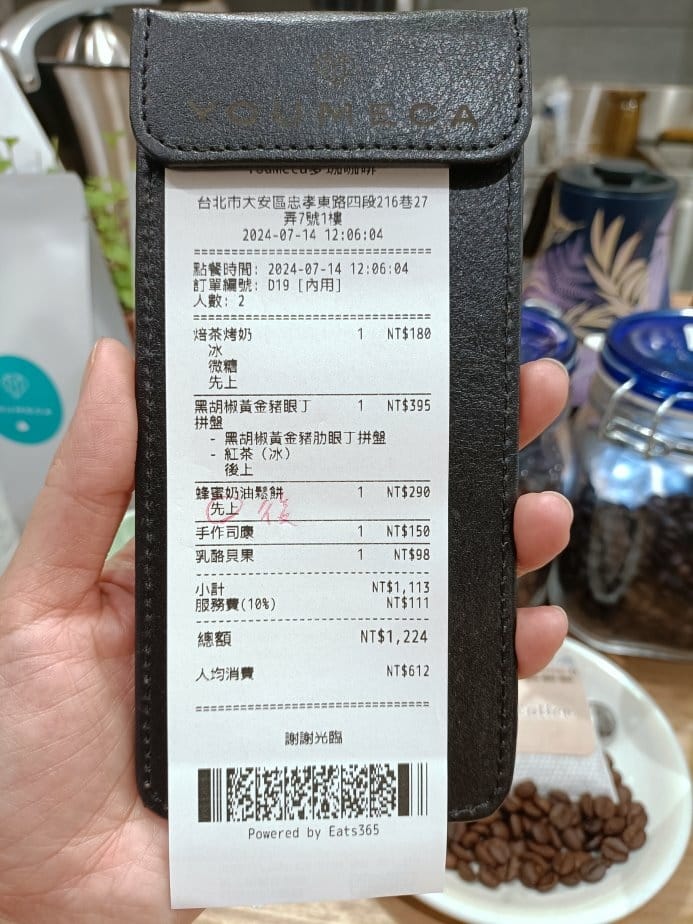 YOUMECA
台北市大安區忠孝東路四段216巷27
弄7號1樓
2024-07-14 12:06:04
點餐時間: 2024-07-14 12:06:04
訂單編號: D19 [內用]
人數: 2
焙茶烤奶 1 NT$180
冰
微糖
先上
黑胡椒黃金豬眼丁 1 NT$395
拼盤
- 黑胡椒黃金豬肋眼丁拼盤
- 紅茶（冰）
後上
蜂蜜奶油鬆餅 1 NT$290
先上 後
手作司康 1 NT$150
乳酪貝果 1 NT$98
小計 NT$1,113
服務費(10%) NT$111
總額 NT$1,224
人均消費 NT$612
謝謝光臨
Powered by Eats365